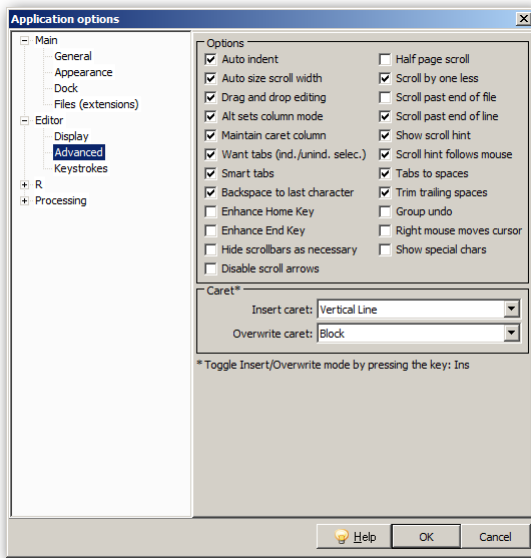 Application options
Main
General
Appearance
Dock
Files (extensions)
Editor
Display
Advanced
Keystrokes
R
Processing
Options
Auto indent
Auto size scroll width
Drag and drop editing
Alt sets column mode
Maintain caret column
Want tabs (ind./unind. selec.)
Smart tabs
Backspace to last character
Enhance Home Key
Enhance End Key
Hide scrollbars as necessary
Disable scroll arrows
Half page scroll
Scroll by one less
Scroll past end of file
Scroll past end of line
Show scroll hint
Scroll hint follows mouse
Tabs to spaces
Trim trailing spaces
Group undo
Right mouse moves cursor
Show special chars
Caret*
Insert caret: Vertical Line
Overwrite caret: Block
* Toggle Insert/Overwrite mode by pressing the key: Ins
Help OK Cancel